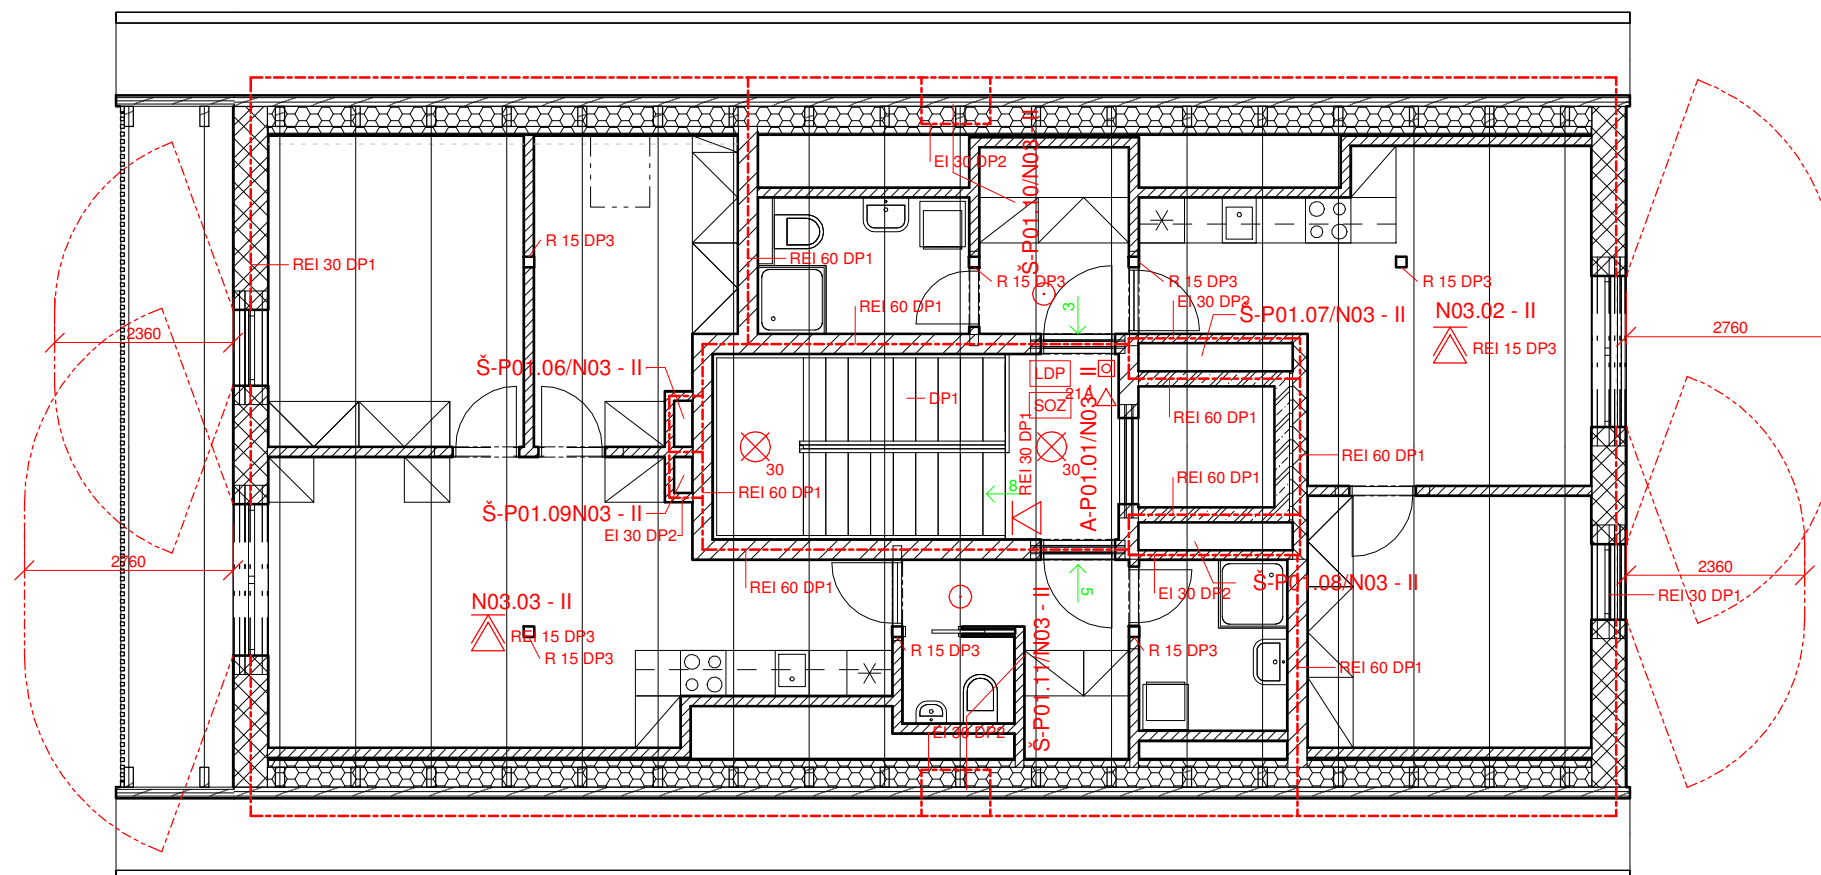 EI 30 DP2
Š-P01.10/N03 - II
R 15 DP3
REI 30 DP1
REI 60 DP1
R 15 DP3
R 15 DP3
R 15 DP3
EI 30 DP2
REI 60 DP1
3
Š-P01.07/N03 - II
N03.02 - II
2360
2760
REI 15 DP3
Š-P01.06/N03 - II
LDP
DP1
21A
SOZ
REI 60 DP1
REI 30 DP1
A-P01.01/N03 - II
30
30
REI 60 DP1
REI 60 DP1
REI 60 DP1
8
Š-P01.09N03 - II
EI 30 DP2
2760
REI 60 DP1
5
EI 30 DP2
Š-P01.08/N03 - II
2360
REI 30 DP1
N03.03 - II
REI 15 DP3
R 15 DP3
R 15 DP3
Š-P01.11/N03 - II
R 15 DP3
REI 60 DP1
EI 30 DP2